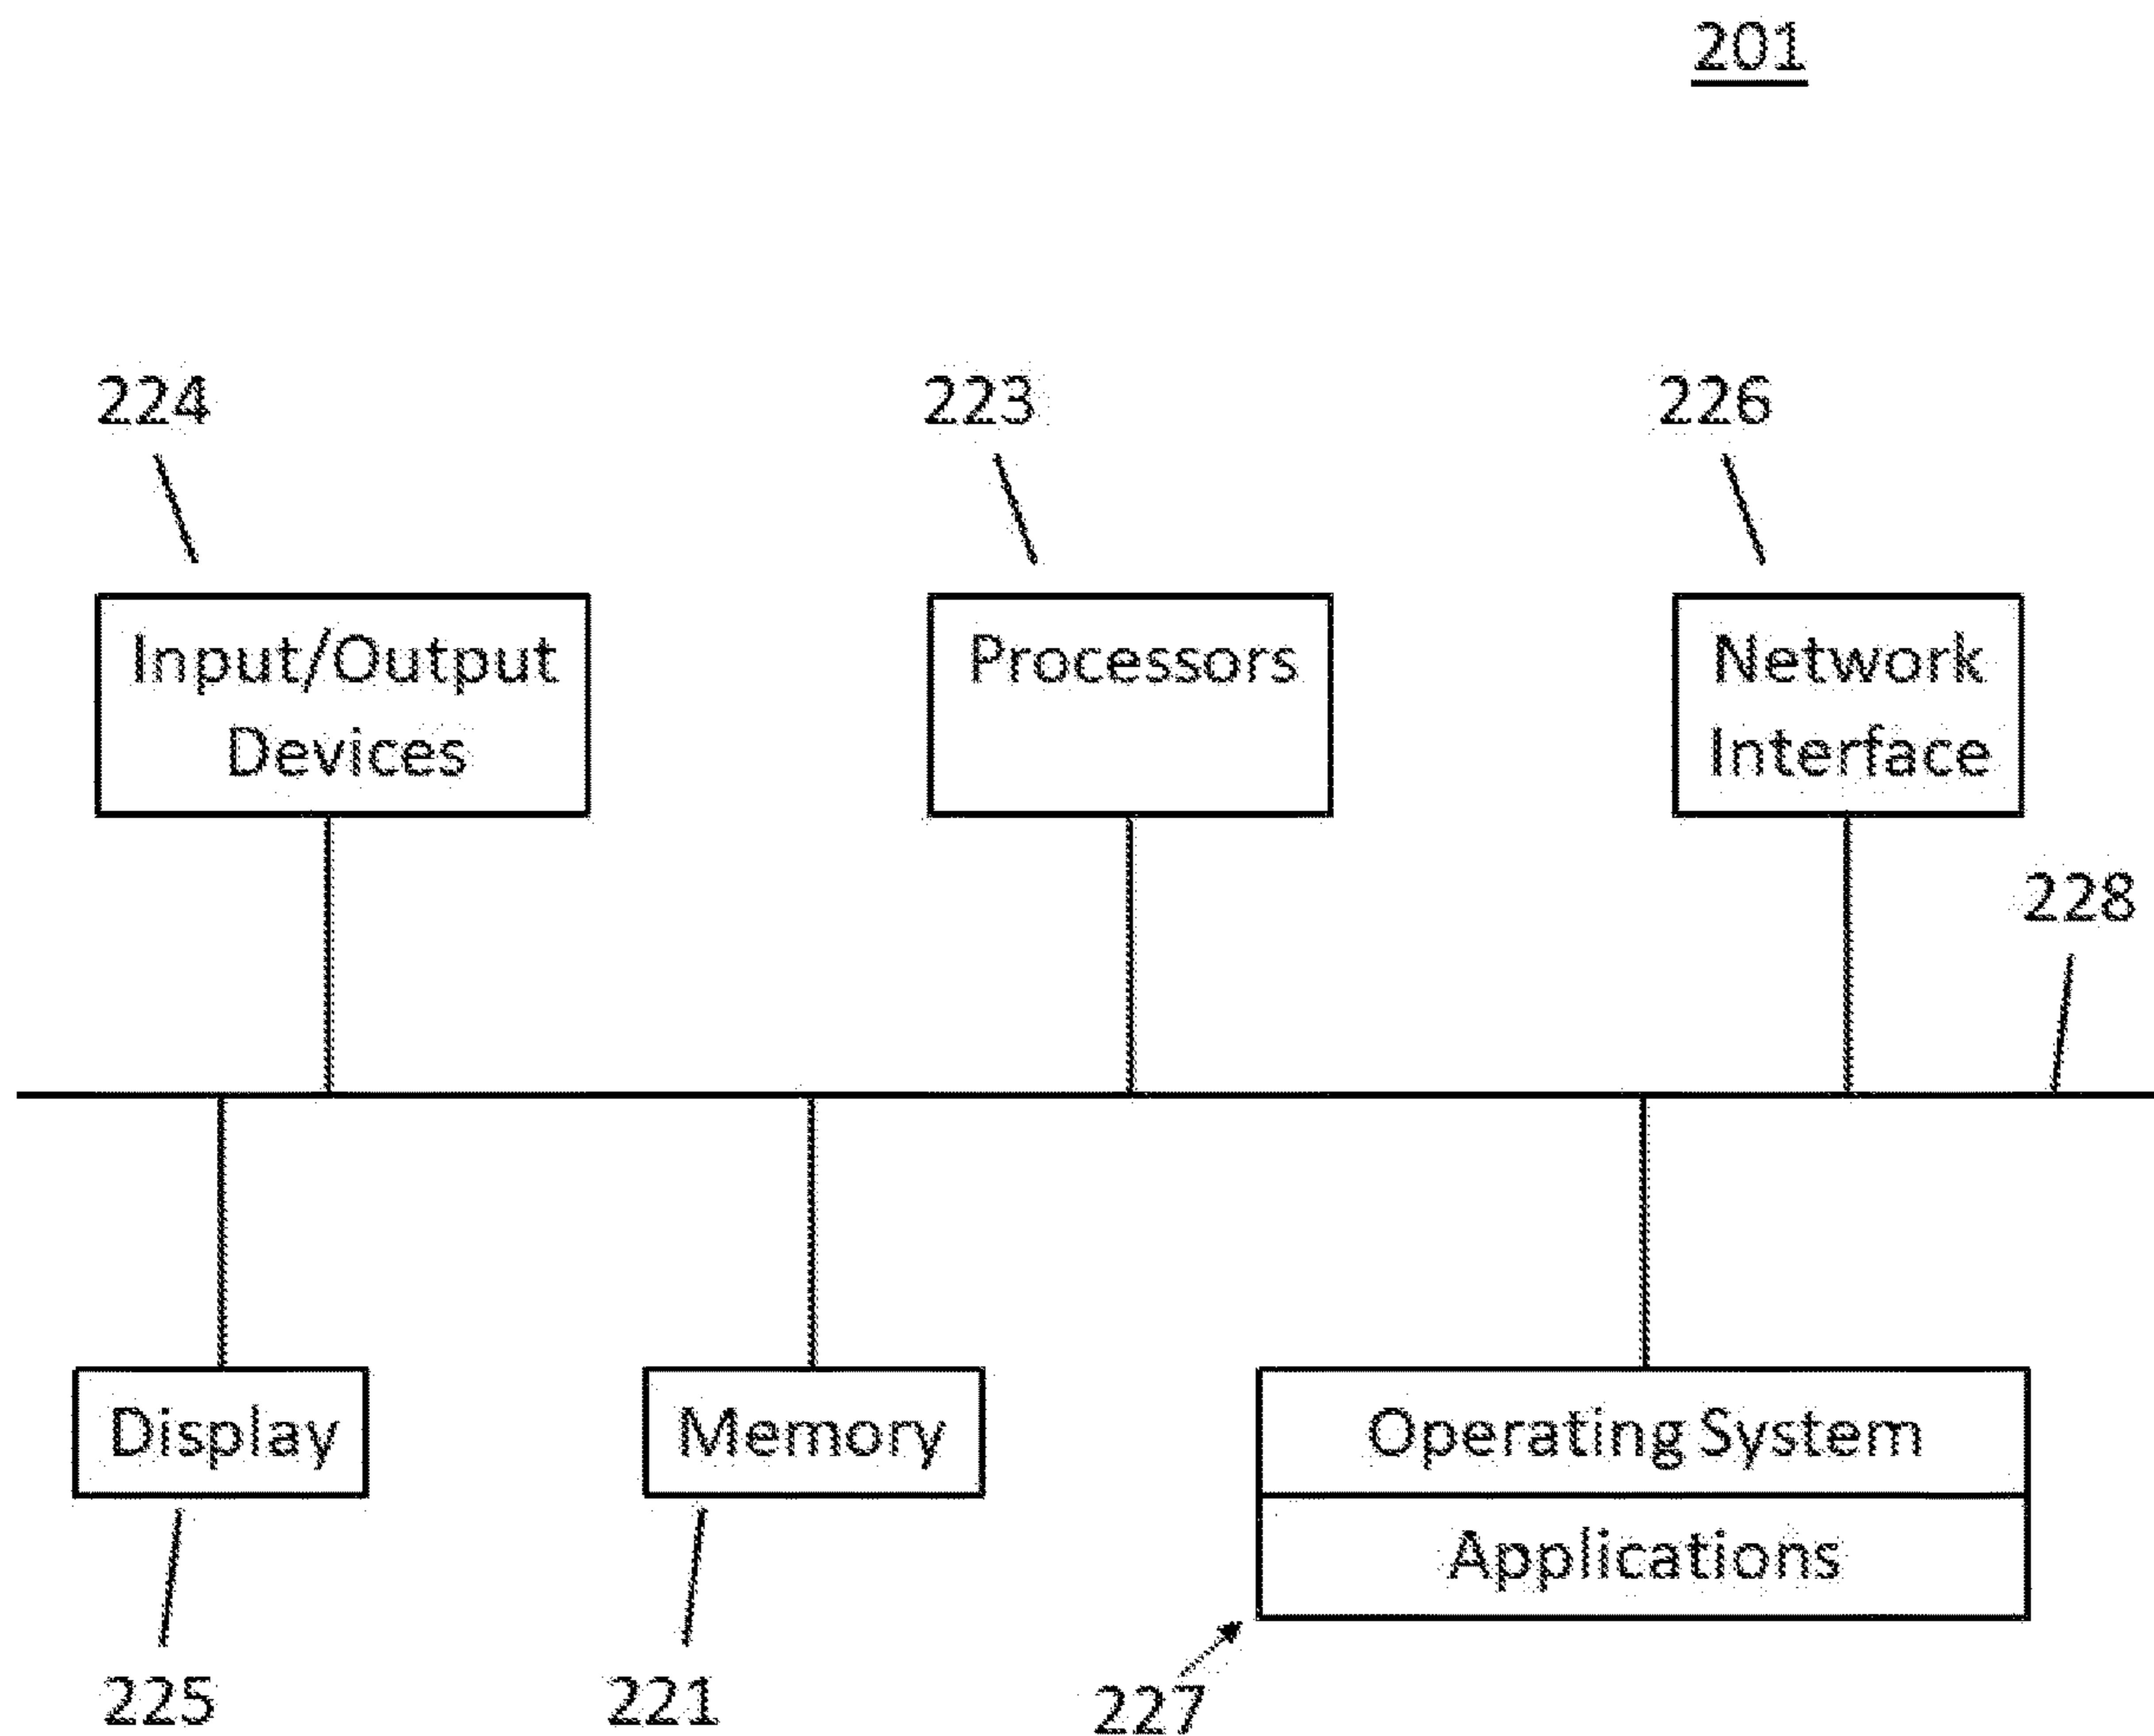 201
224
223
226
Input/Output
Devices
Processors
Network
Interface
228
Display
Memory
Operating System
Applications
225
221
227